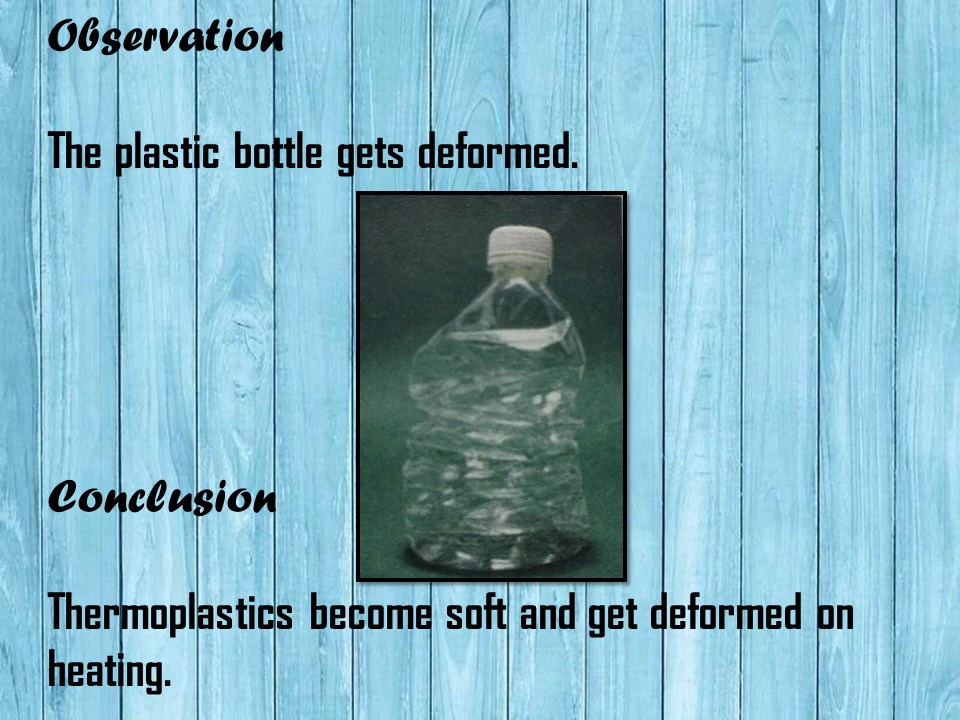 Observation
The plastic bottle gets deformed.
Conclusion
Thermoplastics become soft and get deformed on
heating.